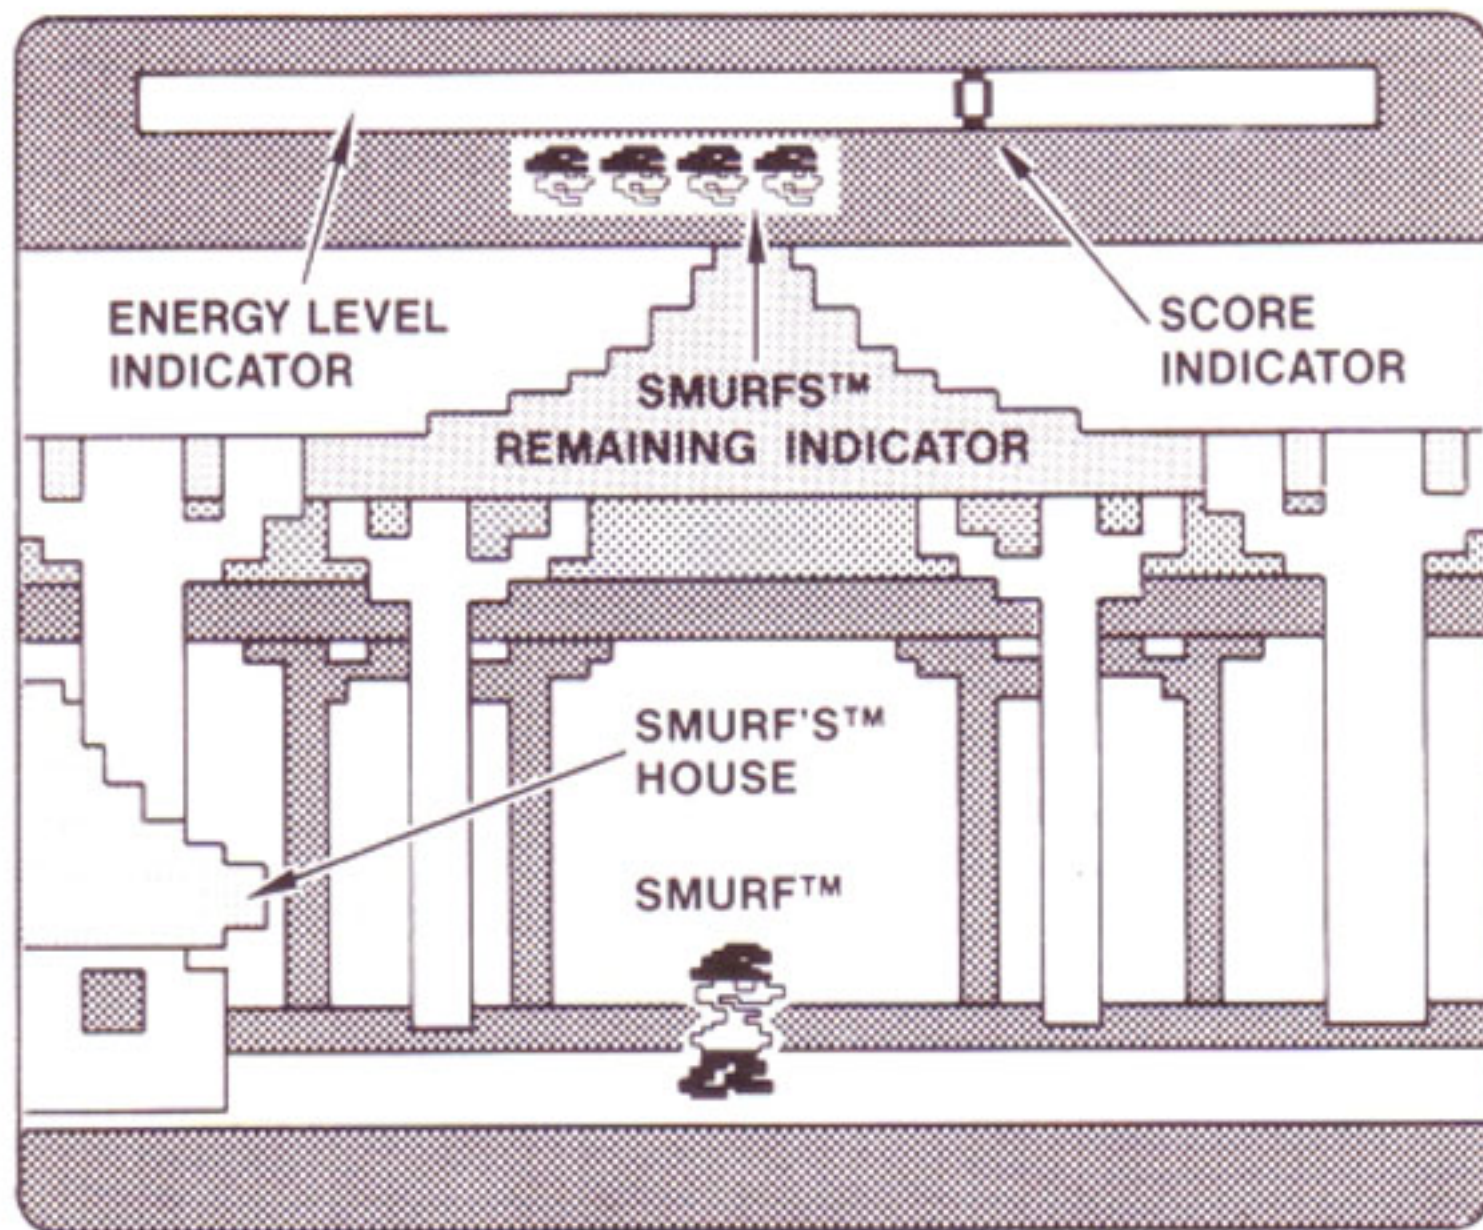 ENERGY LEVEL
INDICATOR
SCORE
INDICATOR
SMURFS™
REMAINING INDICATOR
SMURF'S™
HOUSE
SMURF™